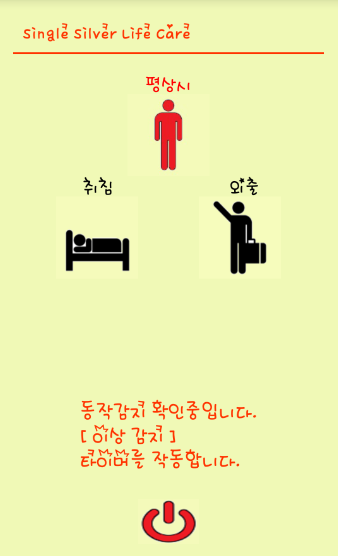 Single Silver Life Care
평상시
취침
외출
동작감지 확인중입니다.
[ 이상 감지 ]
타이머를 작동합니다.